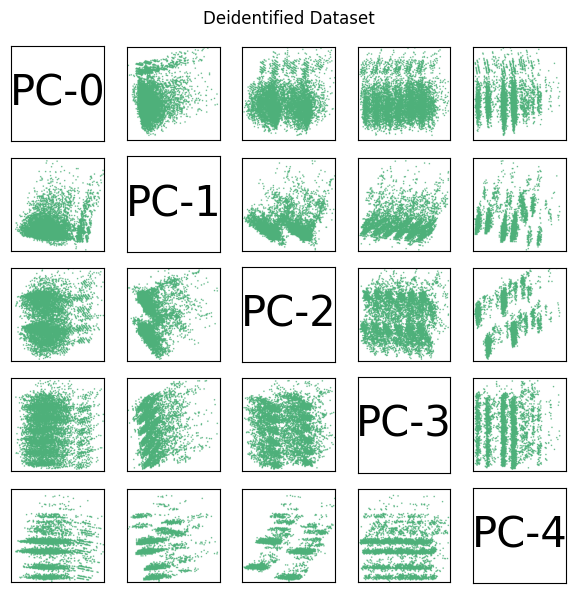 Deidentified Dataset
PC-0
PC-1
PC-2
PC-3
PC-4